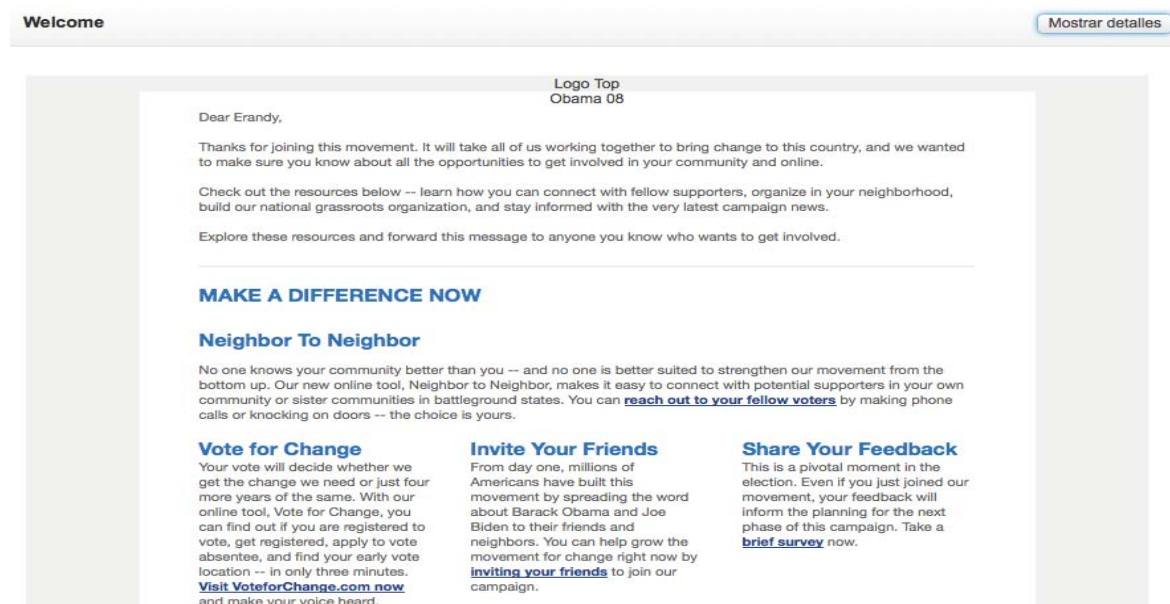 Welcome
Mostrar detalles
Logo Top
Obama 08
Dear Erandy,
Thanks for joining this movement. It will take all of us working together to bring change to this country, and we wanted
to make sure you know about all the opportunities to get involved in your community and online.
Check out the resources below -- learn how you can connect with fellow supporters, organize in your neighborhood,
build our national grassroots organization, and stay informed with the very latest campaign news.
Explore these resources and forward this message to anyone you know who wants to get involved.
MAKE A DIFFERENCE NOW
Neighbor To Neighbor
No one knows your community better than you -- and no one is better suited to strengthen our movement from the
bottom up. Our new online tool, Neighbor to Neighbor, makes it easy to connect with potential supporters in your own
community or sister communities in battleground states. You can reach out to your fellow voters by making phone
calls or knocking on doors -- the choice is yours.
Vote for Change
Your vote will decide whether we
get the change we need or just four
more years of the same. With our
online tool, Vote for Change, you
can find out if you are registered to
vote, get registered, apply to vote
absentee, and find your early vote
location -- in only three minutes.
Visit VoteforChange.com now
and make your voice heard.
Invite Your Friends
From day one, millions of
Americans have built this
movement by spreading the word
about Barack Obama and Joe
Biden to their friends and
neighbors. You can help grow the
movement for change right now by
inviting your friends to join our
campaign.
Share Your Feedback
This is a pivotal moment in the
election. Even if you just joined our
movement, your feedback will
inform the planning for the next
phase of this campaign. Take a
brief survey now.